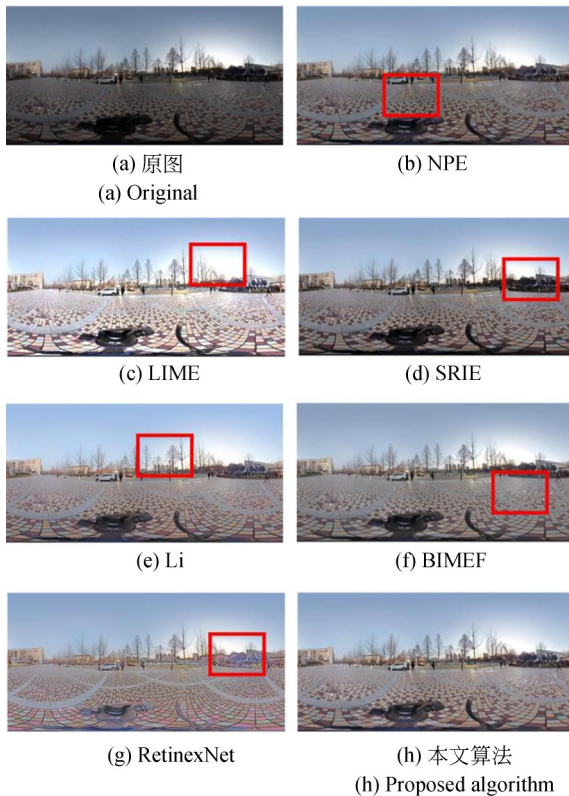 (a) 原图
(a) Original
(b) NPE
(c) LIME
(d) SRIE
(e) Li
(f) BIMEF
(g) RetinexNet
(h) 本文算法
(h) Proposed algorithm